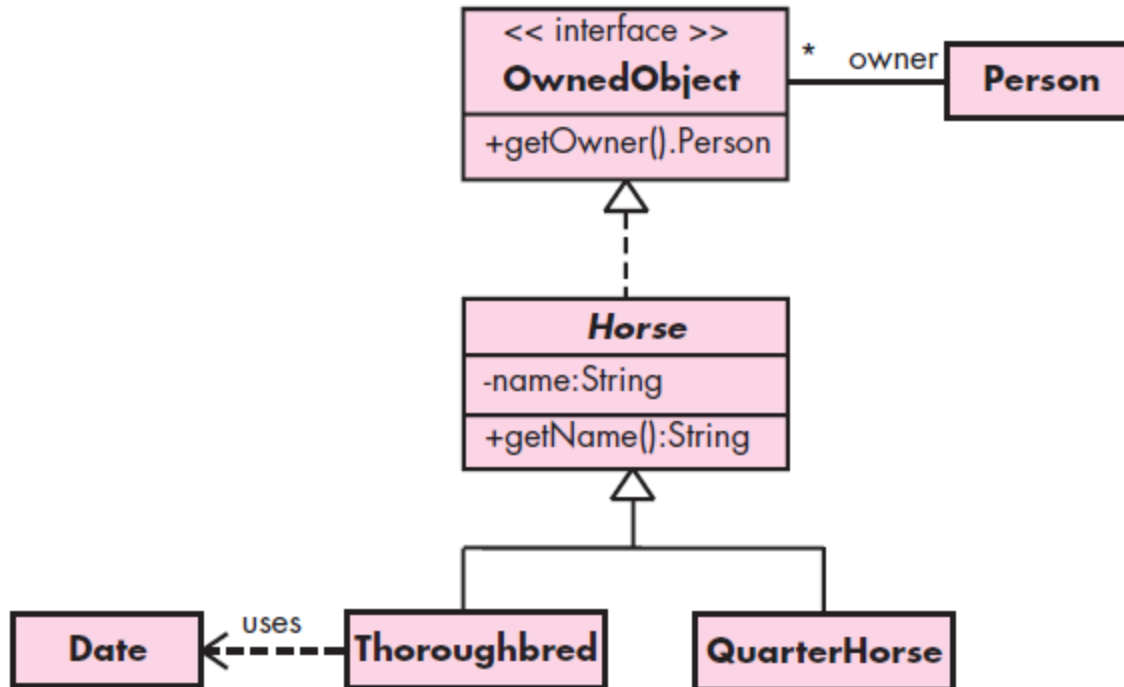 << interface >>
OwnedObject
* owner
Person
+getOwner().Person
Horse
-name:String
+getName():String
Date
uses
Thoroughbred
QuarterHorse